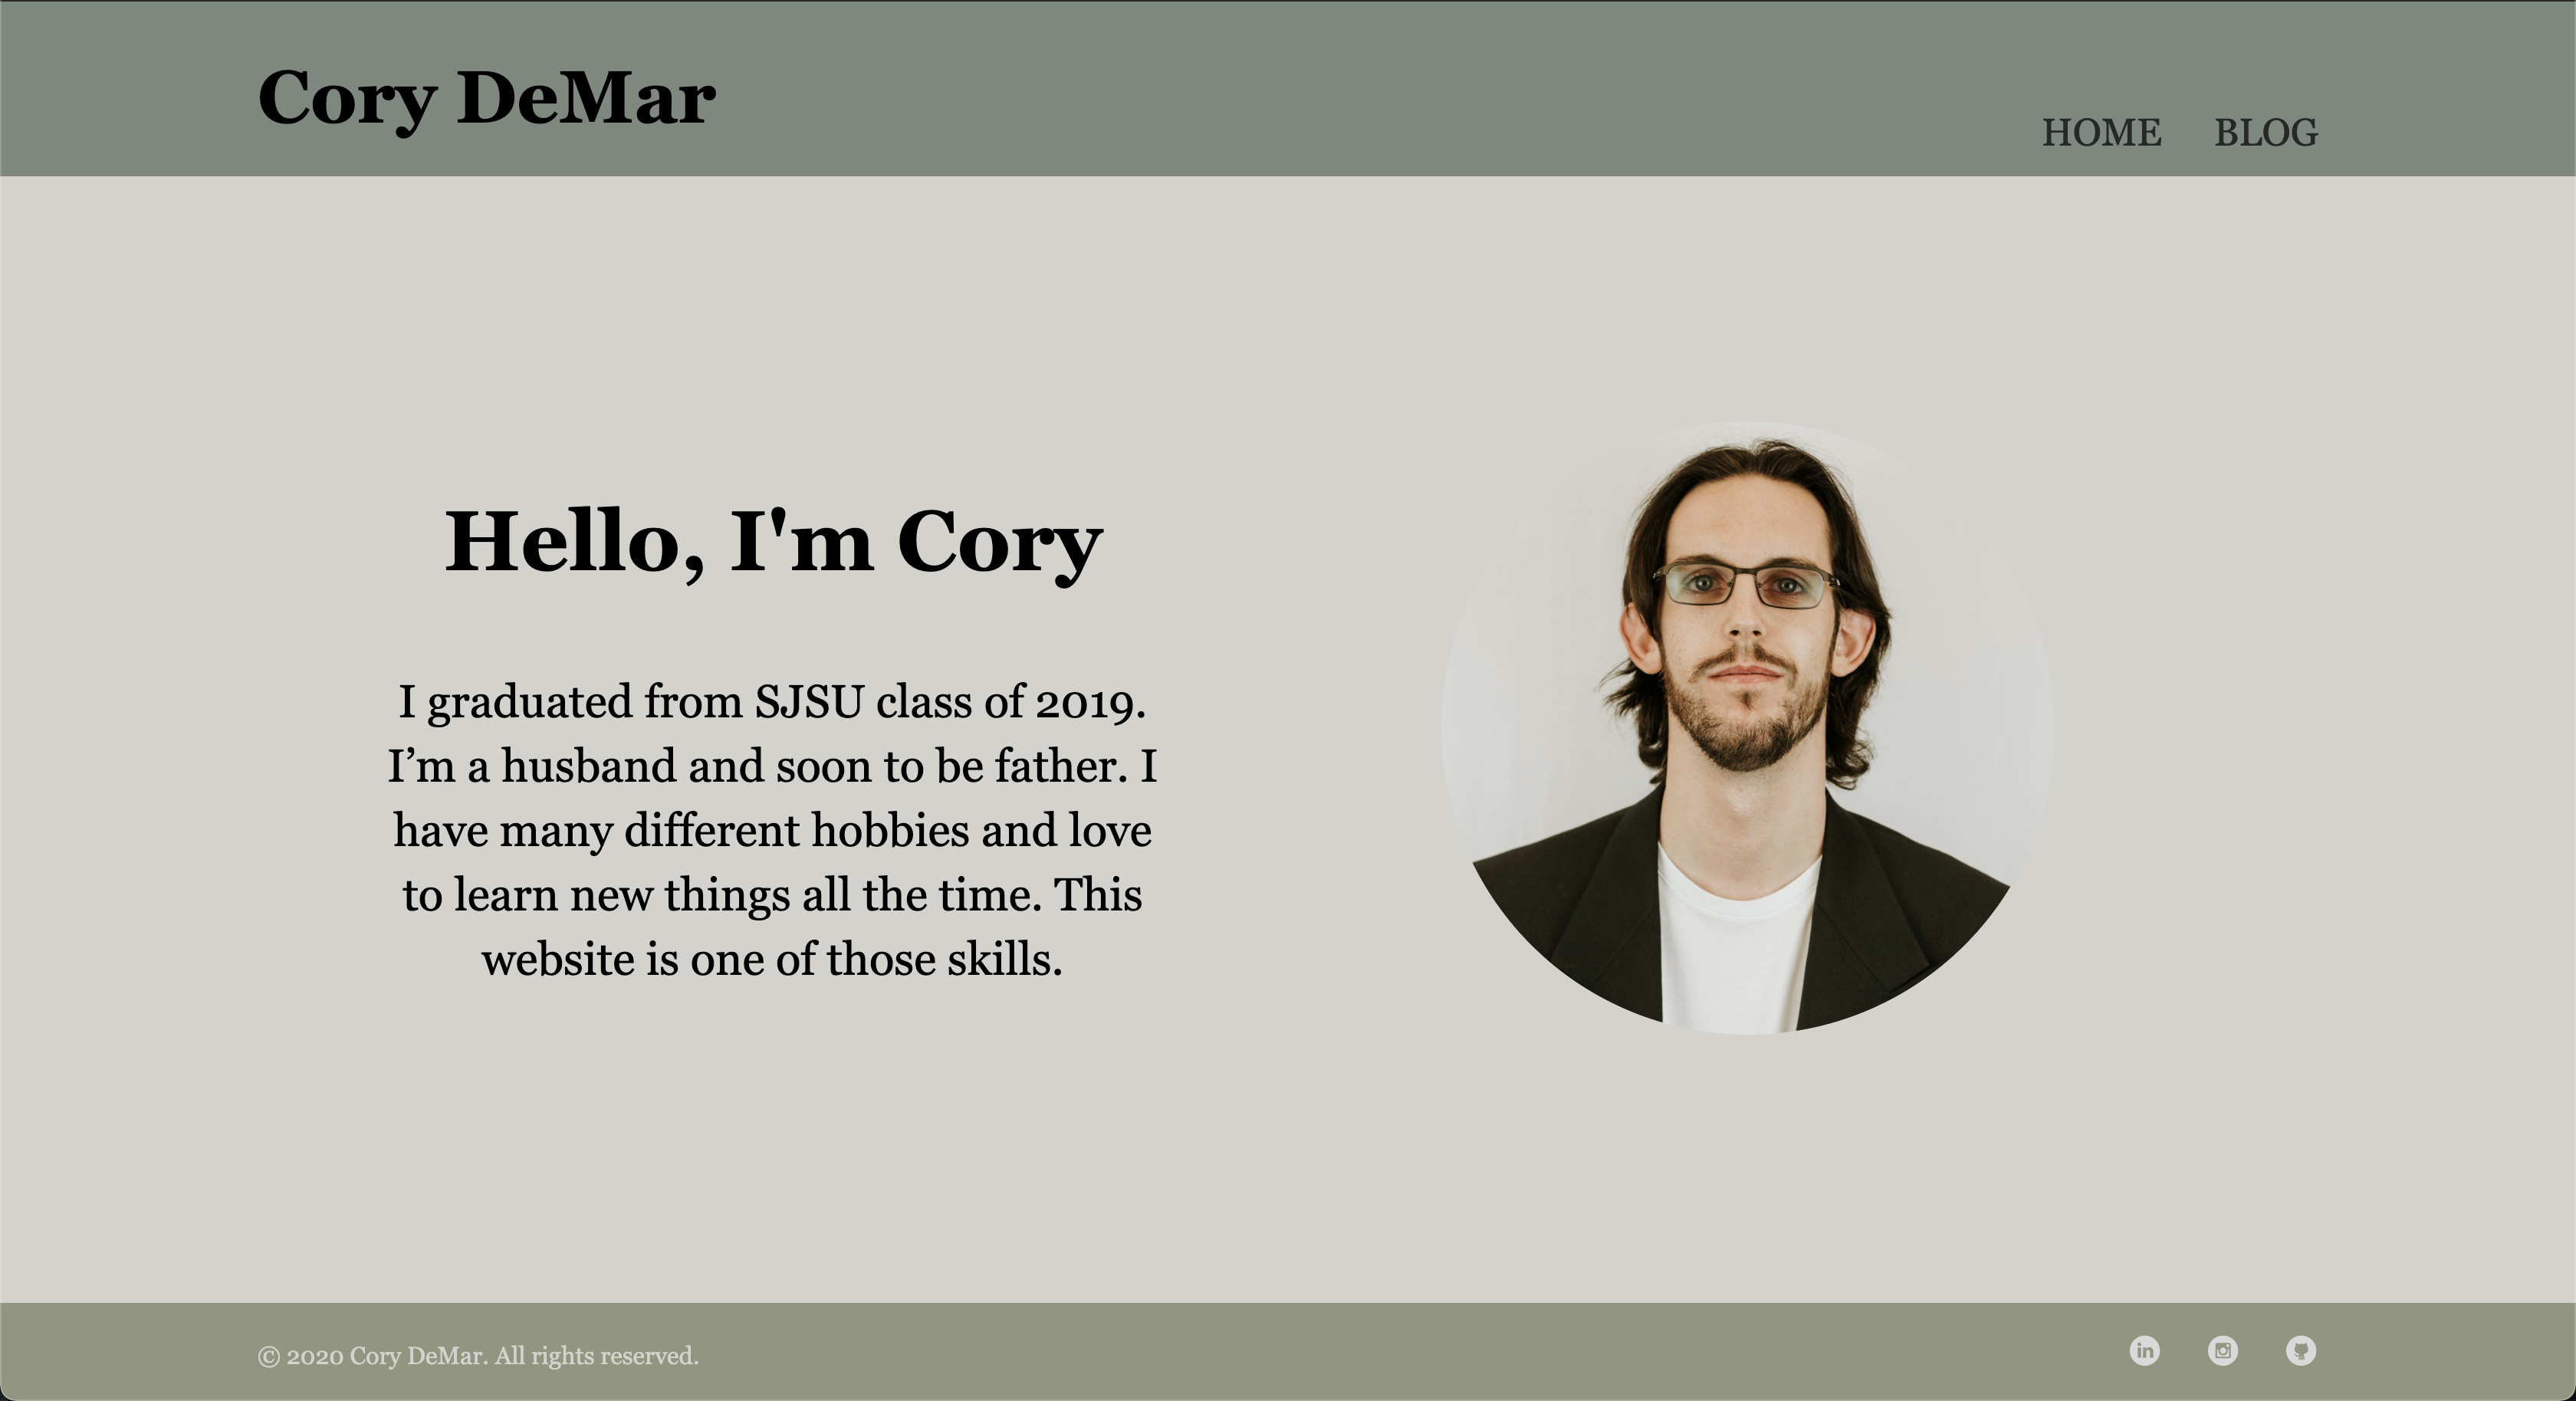 Cory DeMar
HOME BLOG
Hello, I'm Cory
I graduated from SJSU class of 2019.
I’m a husband and soon to be father. I
have many different hobbies and love
to learn new things all the time. This
website is one of those skills.
© 2020 Cory DeMar. All rights reserved.
in